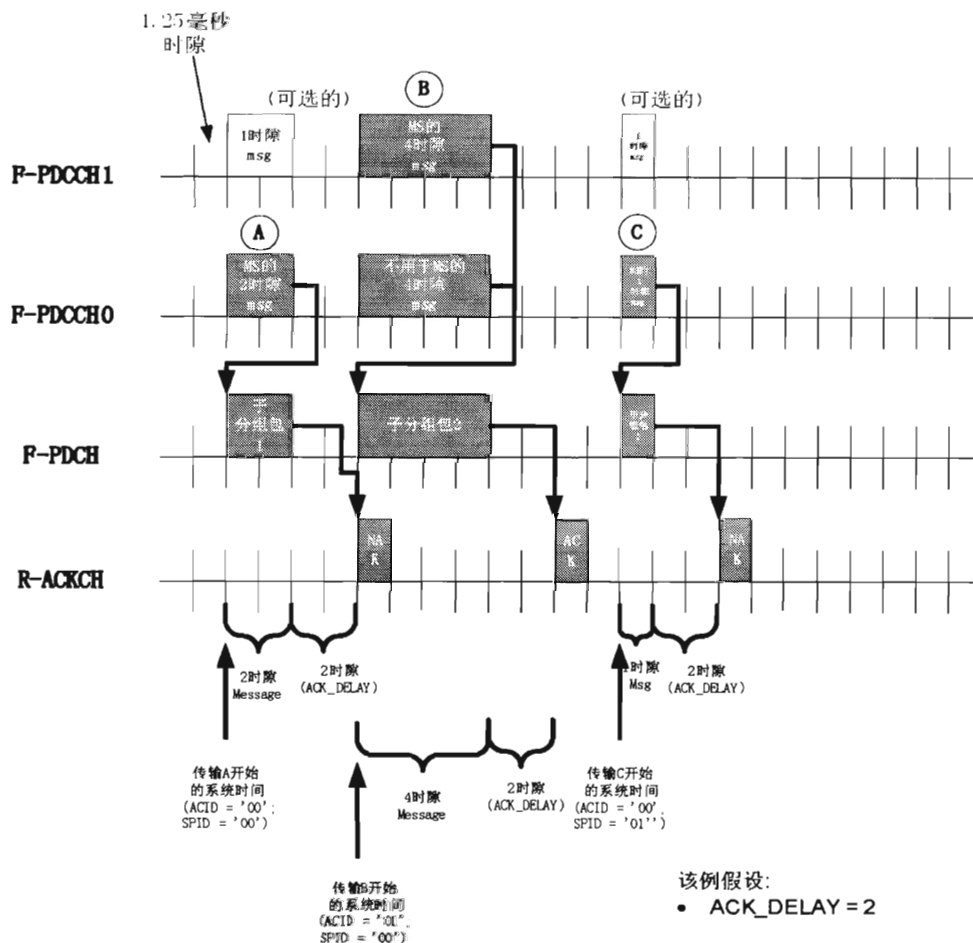 1.25毫秒
时隙
(可选的)
B
(可选的)
1时隙
msg
MS的
4时隙
msg
时隙
msg
F-PDCCH1
A
C
MS的
2时隙
msg
不用于MS的
4时隙
msg
msg
F-PDCCH0
子
分组包
1
子分组包2
F-PDCH
NA
K
AC
K
NA
K
R-ACKCH
2时隙
Message
2时隙
(ACK_DELAY)
1时隙
Msg
2时隙
(ACK_DELAY)
传输A开始
的系统时间
(ACID = '00';
SPID = '00')
4时隙
Message
2时隙
(ACK_DELAY)
传输C开始
的系统时间
(ACID = '00',
SPID = '01'')
传输B开始
的系统时间
(ACID = "01";
SPID = "00")
该例假设:
• ACK_DELAY = 2